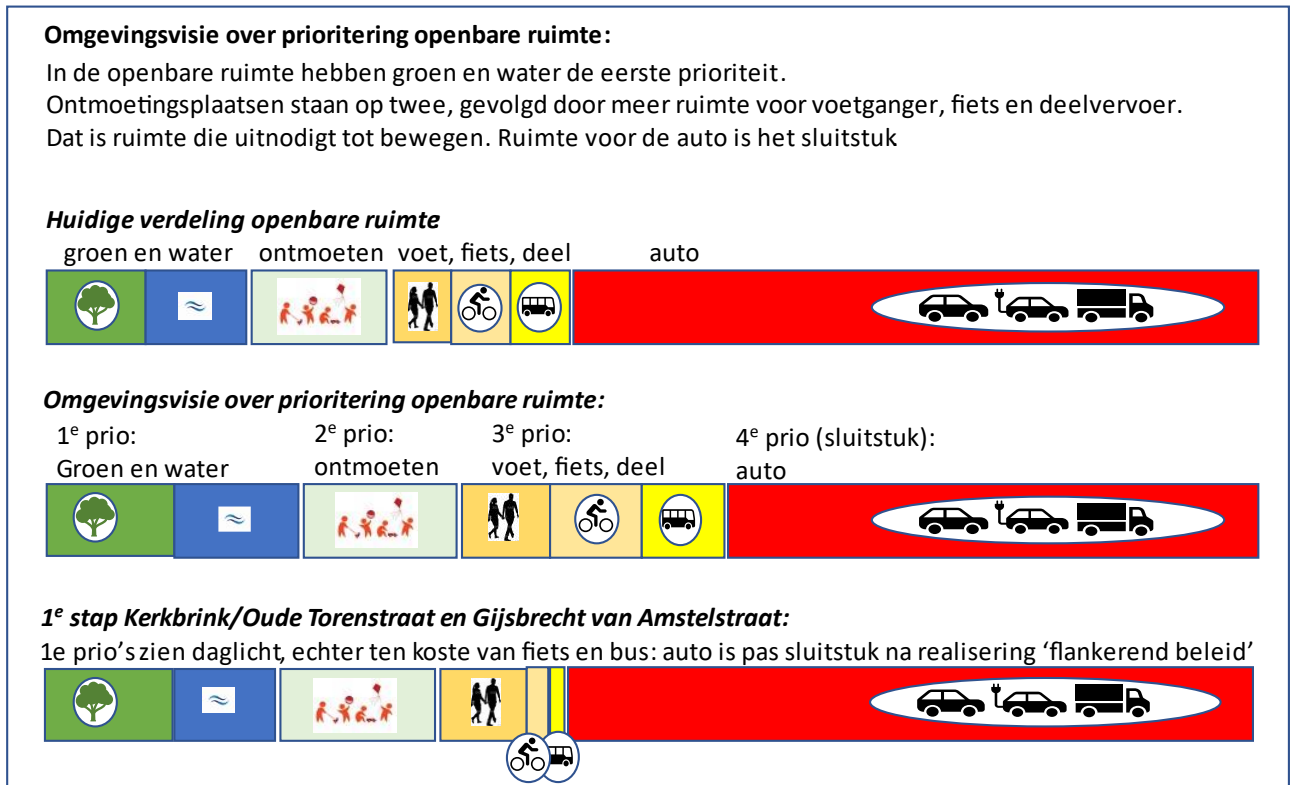 Omgevingsvisie over prioritering openbare ruimte:
In de openbare ruimte hebben groen en water de eerste prioriteit.
Ontmoetingsplaatsen staan op twee, gevolgd door meer ruimte voor voetganger, fiets en deelvervoer.
Dat is ruimte die uitnodigt tot bewegen. Ruimte voor de auto is het sluitstuk
Huidige verdeling openbare ruimte
groen en water ontmoeten voet, fiets, deel auto
Omgevingsvisie over prioritering openbare ruimte:
1e prio: 2e prio: 3e prio: 4e prio (sluitstuk):
Groen en water ontmoeten voet, fiets, deel auto
1e stap Kerkbrink/Oude Torenstraat en Gijsbrecht van Amstelstraat:
1e prio's zien daglicht, echter ten koste van fiets en bus: auto is pas sluitstuk na realisering 'flankerend beleid'